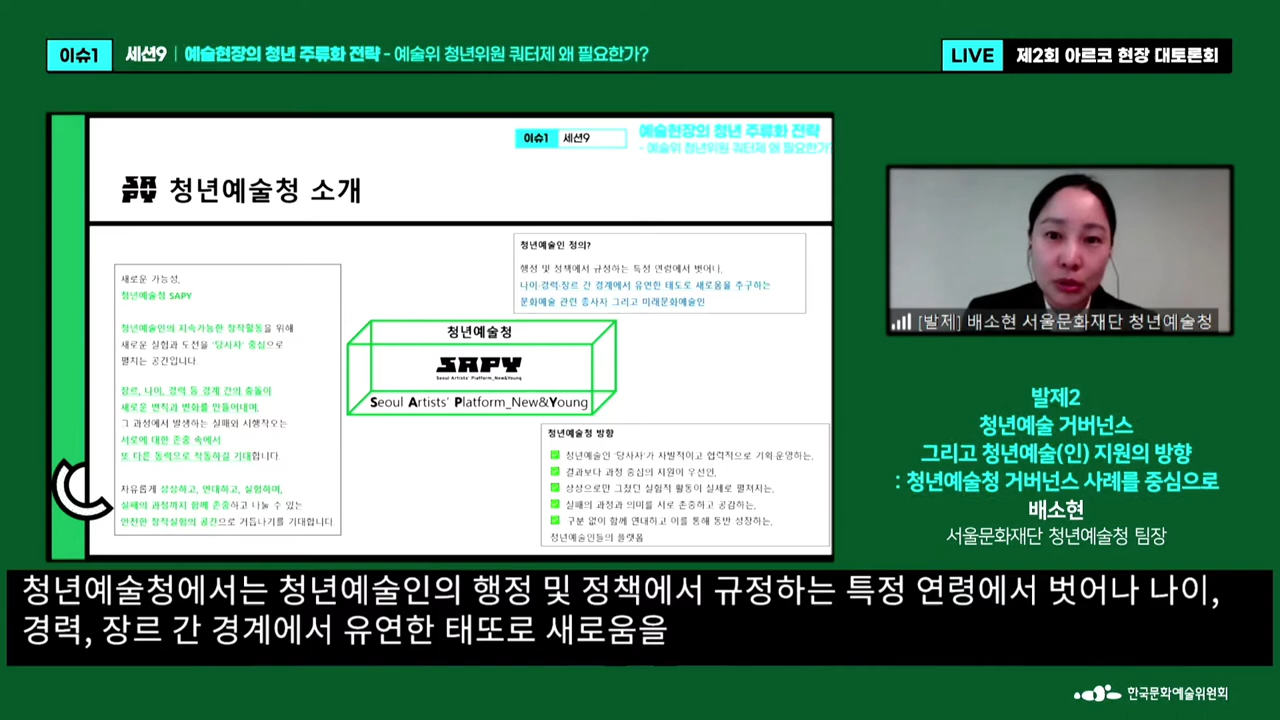 이슈1 세션9 | 예술현장의 청년 주류화 전략 - 예술위 청년위원 쿼터제 왜 필요한가?
LIVE 제2회 아르코 현장 대토론회
이슈1 세션9
예술현장의 청년 주류화 전략
- 예술위 청년위원 쿼터제 왜 필요한가?
SAPY 청년예술청 소개
새로운 가능성,
청년예술청 SAPY
청년예술인의 지속가능한 창작활동을 위해
새로운 실험과 도전을 '당사자' 중심으로
펼치는 공간입니다.
장르, 나이, 경력 등 경계 간의 충돌이
새로운 변칙과 변화를 만들어내며,
그 과정에서 발생하는 실패와 시행착오는
서로에 대한 존중 속에서
또 다른 동력으로 작동하길 기대합니다.
자유롭게 상상하고, 연대하고, 실험하며,
실패의 과정까지 함께 존중하고 나눌 수 있는
안전한 창작실험의 공간으로 거듭나기를 기대합니다.
청년예술인 정의?
행정 및 정책에서 규정하는 특정 연령에서 벗어나,
나이·경력·장르 간 경계에서 유연한 태도로 새로움을 추구하는
문화예술 관련 종사자 그리고 미래문화예술인
청년예술청
SAPY
Seoul Artists' Platform_New&Young
Seoul Artists' Platform_New&Young
청년예술청 방향
청년예술인 '당사자'가 자발적이고 협력적으로 기획·운영하는,
결과보다 과정 중심의 지원이 우선인,
상상으로만 그쳤던 실험적 활동이 실제로 펼쳐지는,
실패의 과정과 의미를 서로 존중하고 공감하는,
구분 없이 함께 연대하고 이를 통해 동반 성장하는,
청년예술인들의 플랫폼
[발제] 배소현 서울문화재단 청년예술청
발제2
청년예술 거버넌스
그리고 청년예술(인) 지원의 방향
: 청년예술청 거버넌스 사례를 중심으로
배소현
서울문화재단 청년예술청 팀장
청년예술청에서는 청년예술인의 행정 및 정책에서 규정하는 특정 연령에서 벗어나 나이,
경력, 장르 간 경계에서 유연한 태또로 새로움을
한국문화예술위원회